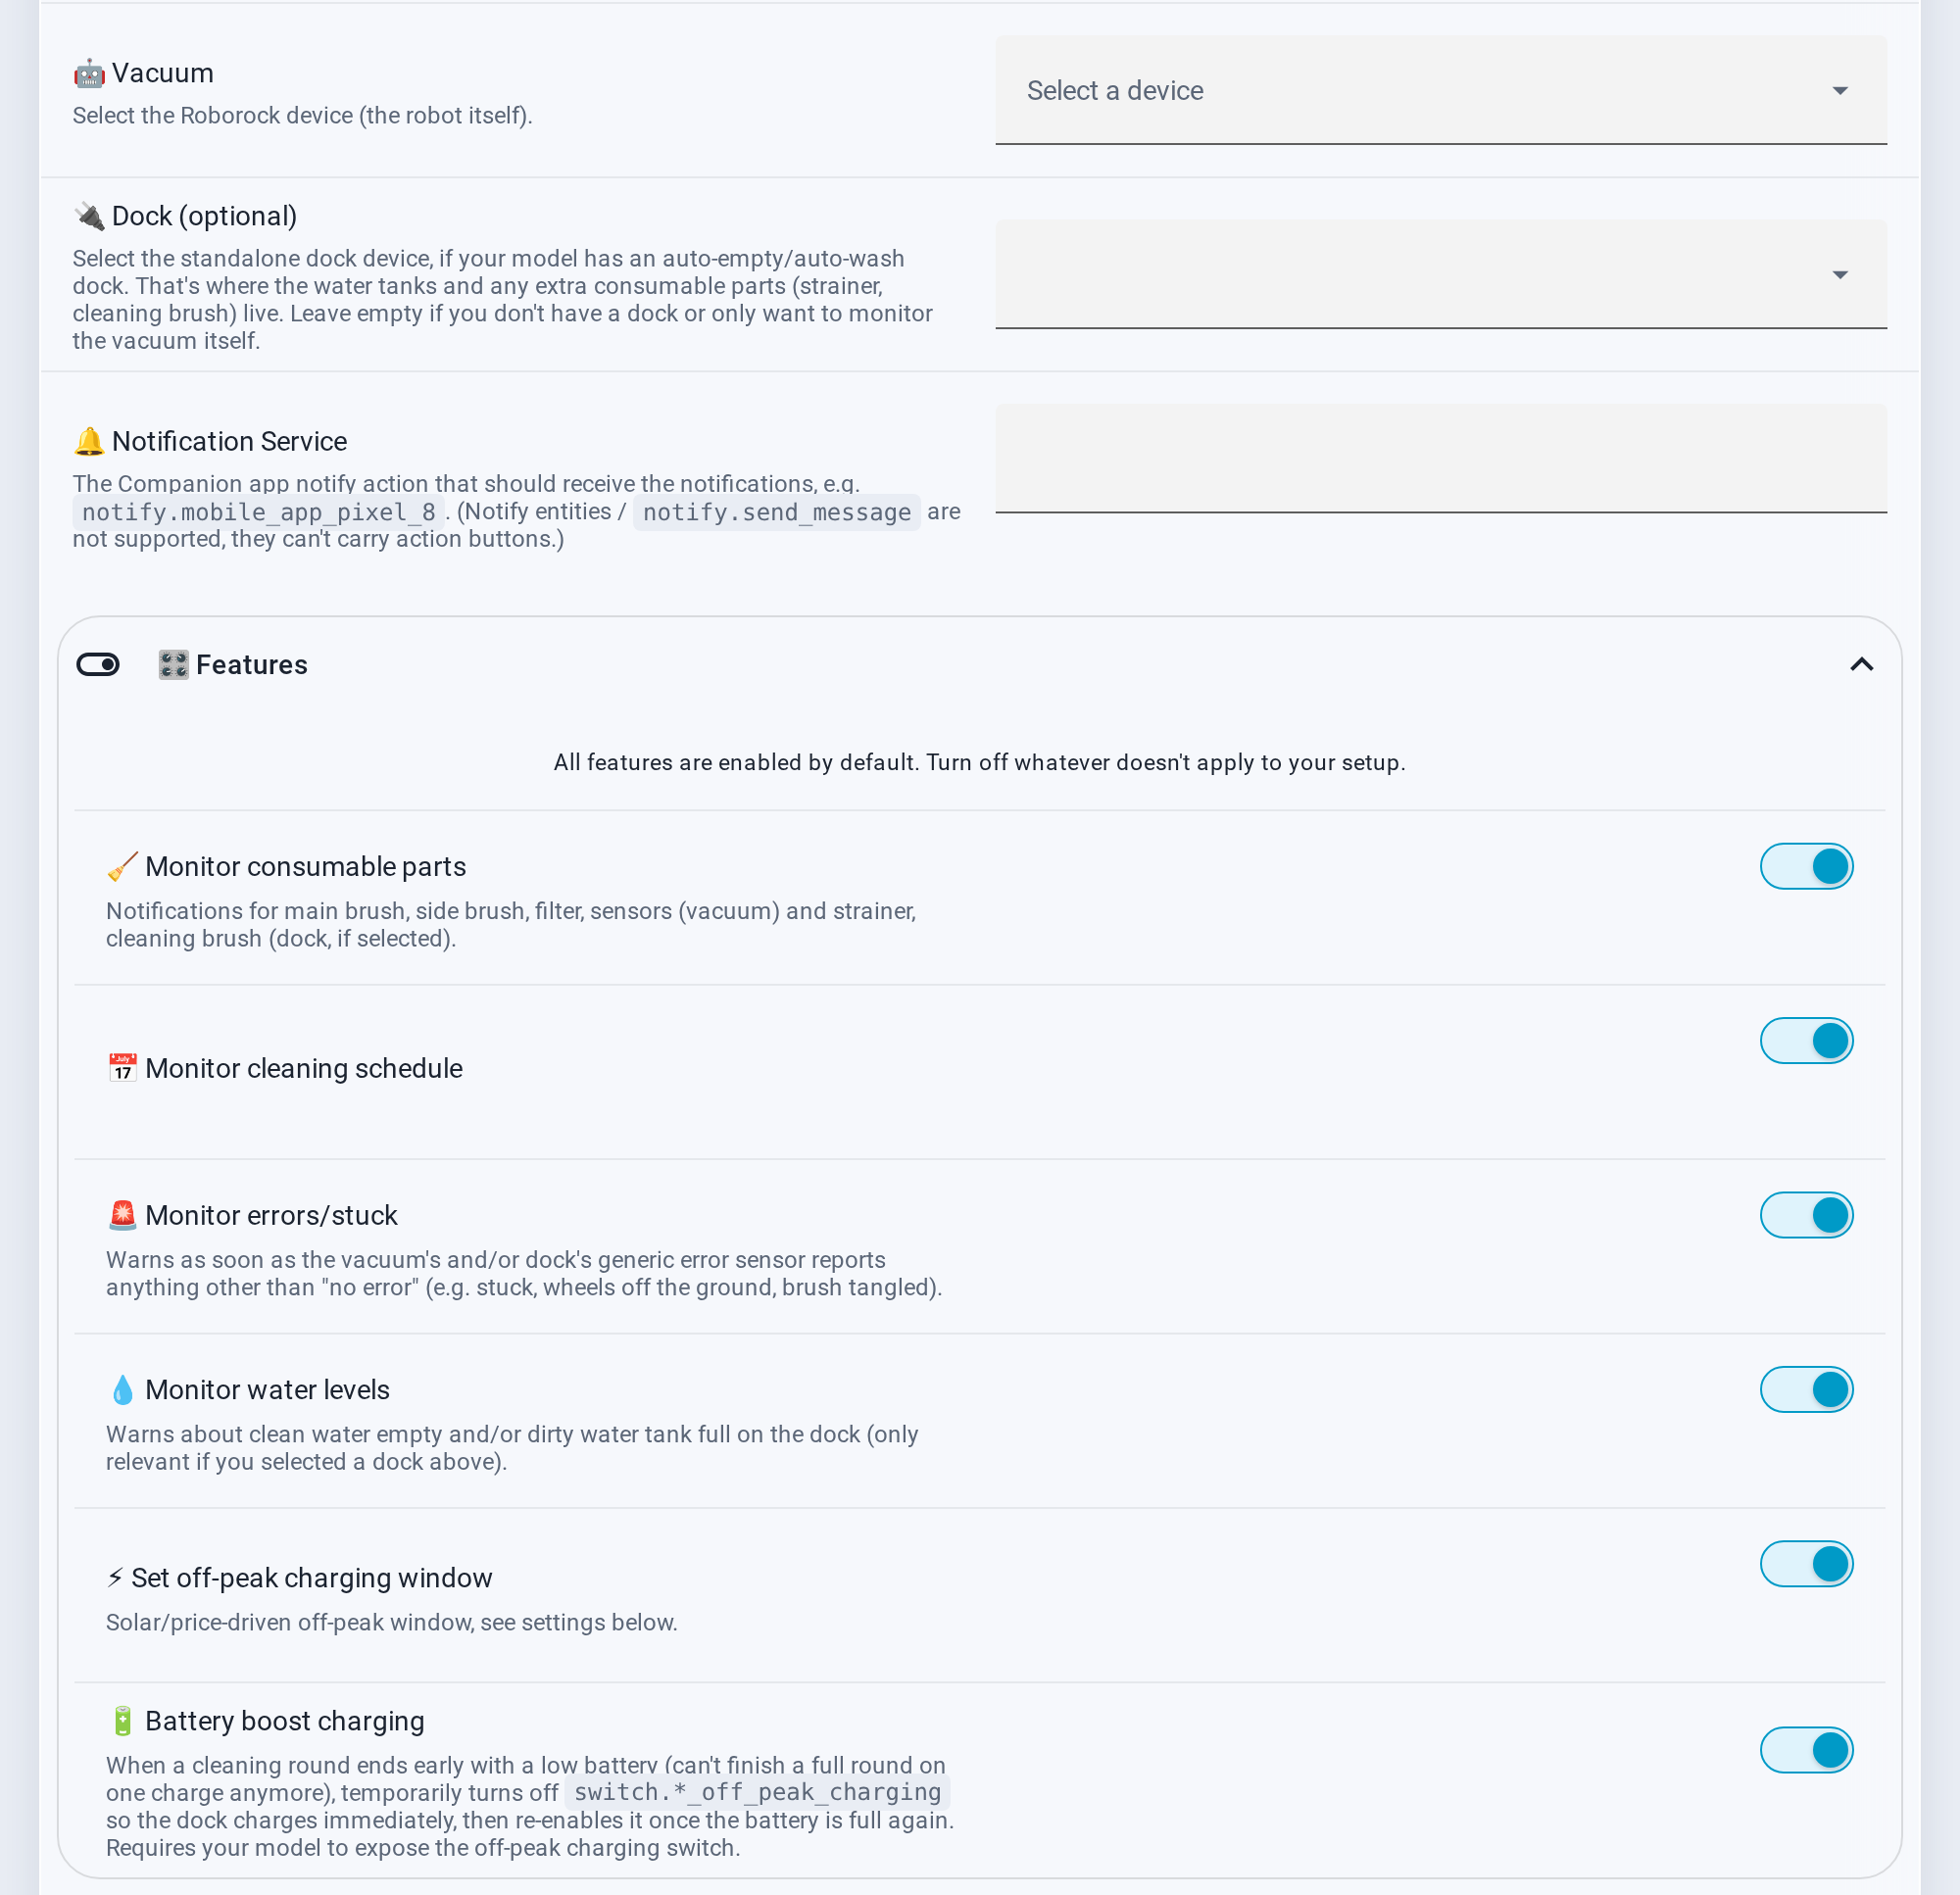 🤖 Vacuum
Select the Roborock device (the robot itself).
Select a device
🔌 Dock (optional)
Select the standalone dock device, if your model has an auto-empty/auto-wash
dock. That's where the water tanks and any extra consumable parts (strainer,
cleaning brush) live. Leave empty if you don't have a dock or only want to monitor
the vacuum itself.
🔔 Notification Service
The Companion app notify action that should receive the notifications, e.g.
notify.mobile_app_pixel_8 . (Notify entities / notify.send_message are
not supported, they can't carry action buttons.)
🎛️ Features
All features are enabled by default. Turn off whatever doesn't apply to your setup.
🧹 Monitor consumable parts
Notifications for main brush, side brush, filter, sensors (vacuum) and strainer,
cleaning brush (dock, if selected).
📅 Monitor cleaning schedule
🚨 Monitor errors/stuck
Warns as soon as the vacuum's and/or dock's generic error sensor reports
anything other than "no error" (e.g. stuck, wheels off the ground, brush tangled).
💧 Monitor water levels
Warns about clean water empty and/or dirty water tank full on the dock (only
relevant if you selected a dock above).
⚡ Set off-peak charging window
Solar/price-driven off-peak window, see settings below.
🔋 Battery boost charging
When a cleaning round ends early with a low battery (can't finish a full round on
one charge anymore), temporarily turns off switch.*_off_peak_charging
so the dock charges immediately, then re-enables it once the battery is full again.
Requires your model to expose the off-peak charging switch.